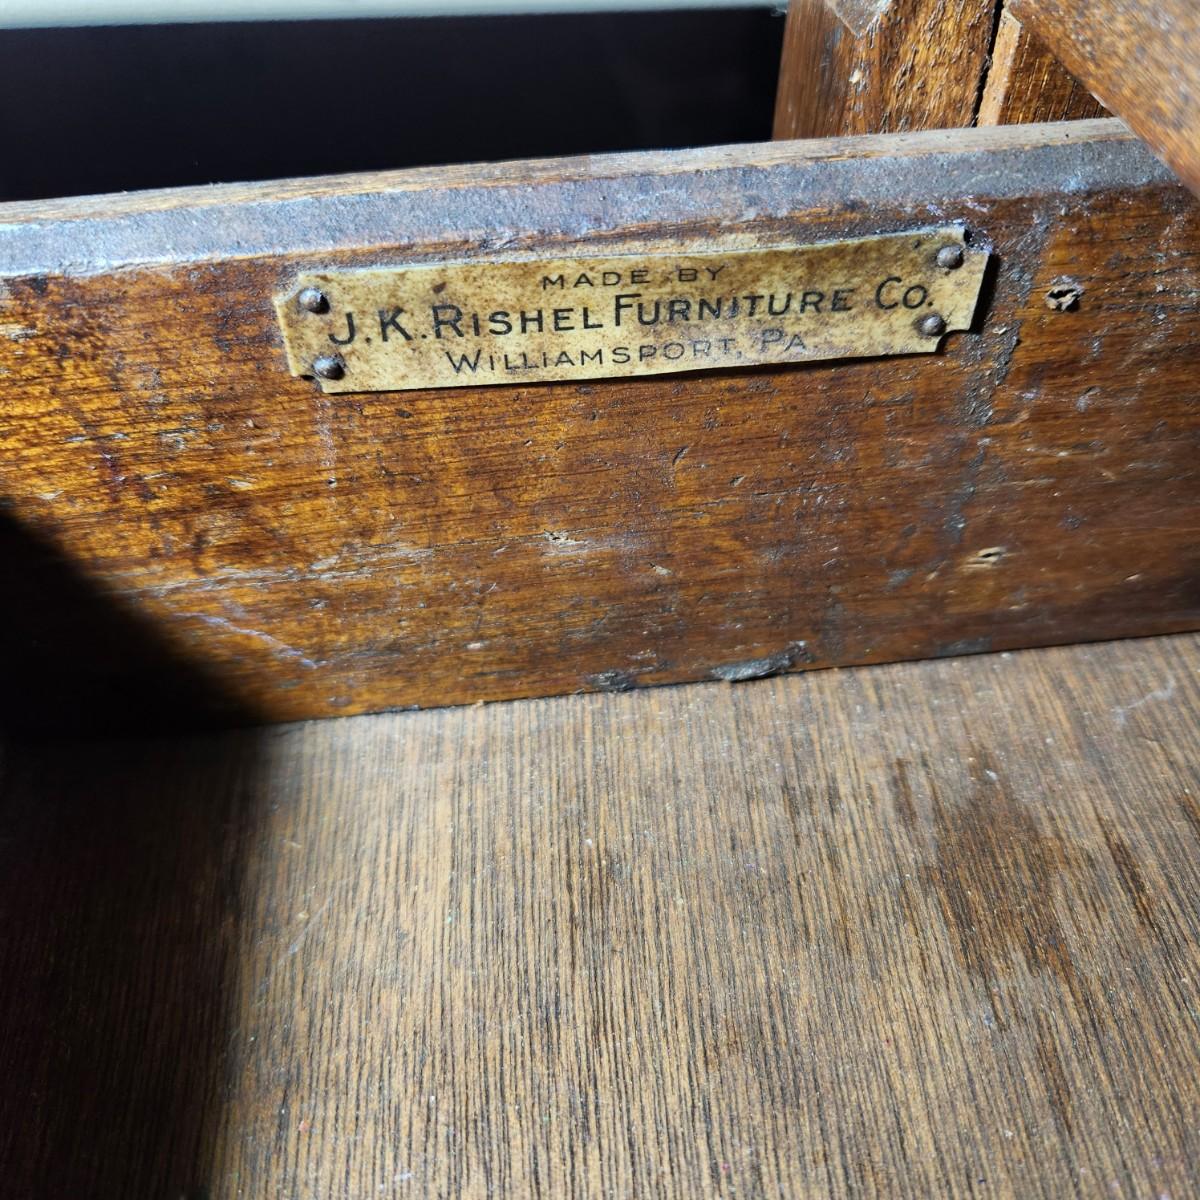 MADE BY
J.K. RISHEL FURNITURE CO.
WILLIAMSPORT, PA.